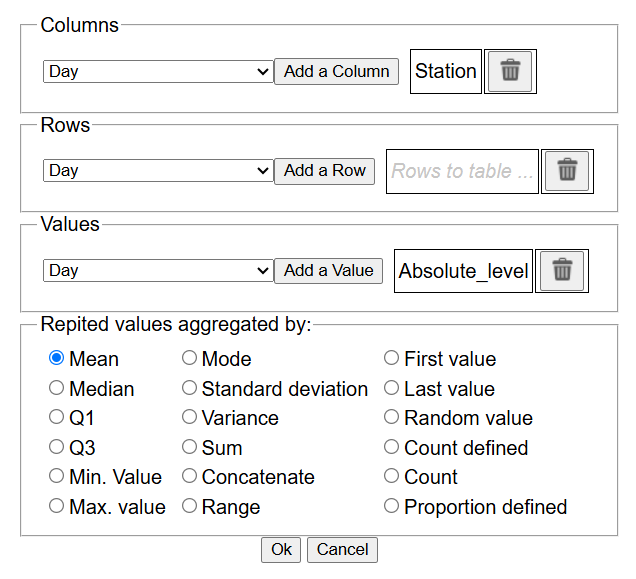 Columns
Day Add a Column Station
Rows
Day Add a Row Rows to table ...
Values
Day Add a Value Absolute_level
Repited values aggregated by:
Mean Mode First value
Median Standard deviation Last value
Q1 Variance Random value
Q3 Sum Count defined
Min. Value Concatenate Count
Max. value Range Proportion defined
Ok Cancel